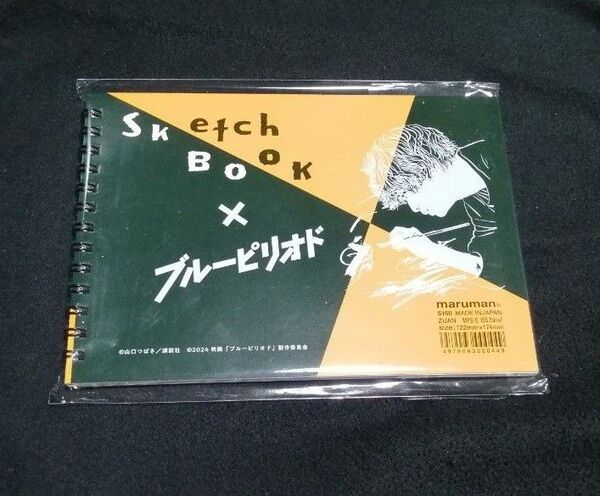 Sketch
Book
×
ブルーピリオド
maruman
S160 MADE IN JAPAN
ZUAN
size:122mm×174mm
©山口つばさ/講談社 ©2024 映画「ブルーピリオド」製作委員会